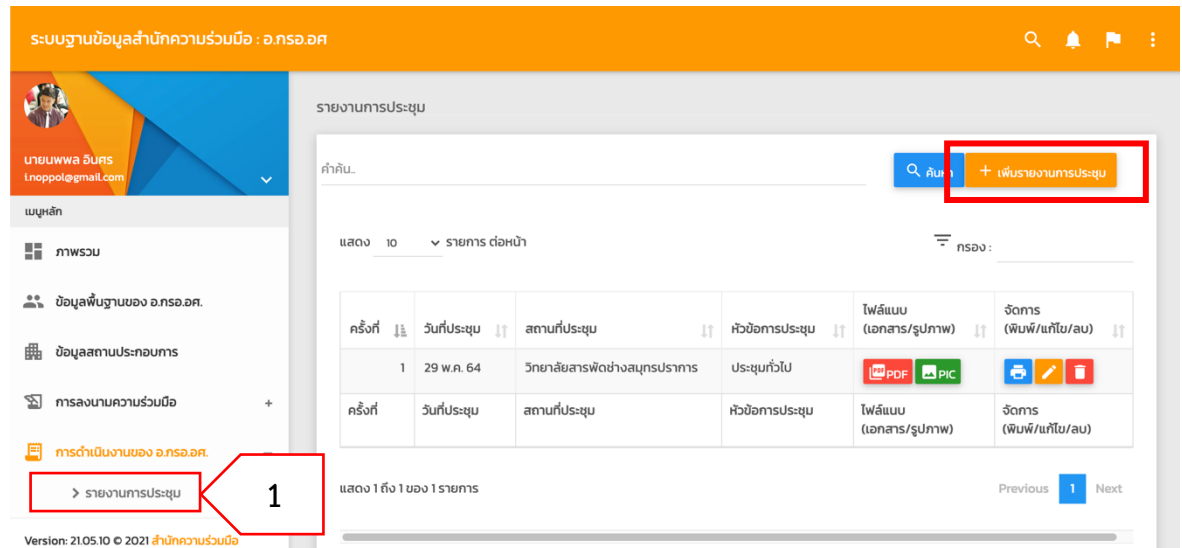 ระบบฐานข้อมูลสำนักความร่วมมือ : อ.กรอ.อศ
นายนพพล อินศร
i.noppol@gmail.com
เมนูหลัก
ภาพรวม
ข้อมูลพื้นฐานของ อ.กรอ.อศ.
ข้อมูลสถานประกอบการ
การลงนามความร่วมมือ +
การดำเนินงานของ อ.กรอ.อศ.
รายงานการประชุม
1
Version: 21.05.10 © 2021 สำนักความร่วมมือ
รายงานการประชุม
คำค้น..
ค้นหา
+ เพิ่มรายงานการประชุม
แสดง 10 รายการ ต่อหน้า
กรอง :
ครั้งที่ วันที่ประชุม สถานที่ประชุม หัวข้อการประชุม ไฟล์แนบ (เอกสาร/รูปภาพ) จัดการ (พิมพ์/แก้ไข/ลบ)
1 29 พ.ค. 64 วิทยาลัยสารพัดช่างสมุทรปราการ ประชุมทั่วไป PDF PIC
ครั้งที่ วันที่ประชุม สถานที่ประชุม หัวข้อการประชุม ไฟล์แนบ (เอกสาร/รูปภาพ) จัดการ (พิมพ์/แก้ไข/ลบ)
แสดง 1 ถึง 1 ของ 1 รายการ
Previous 1 Next